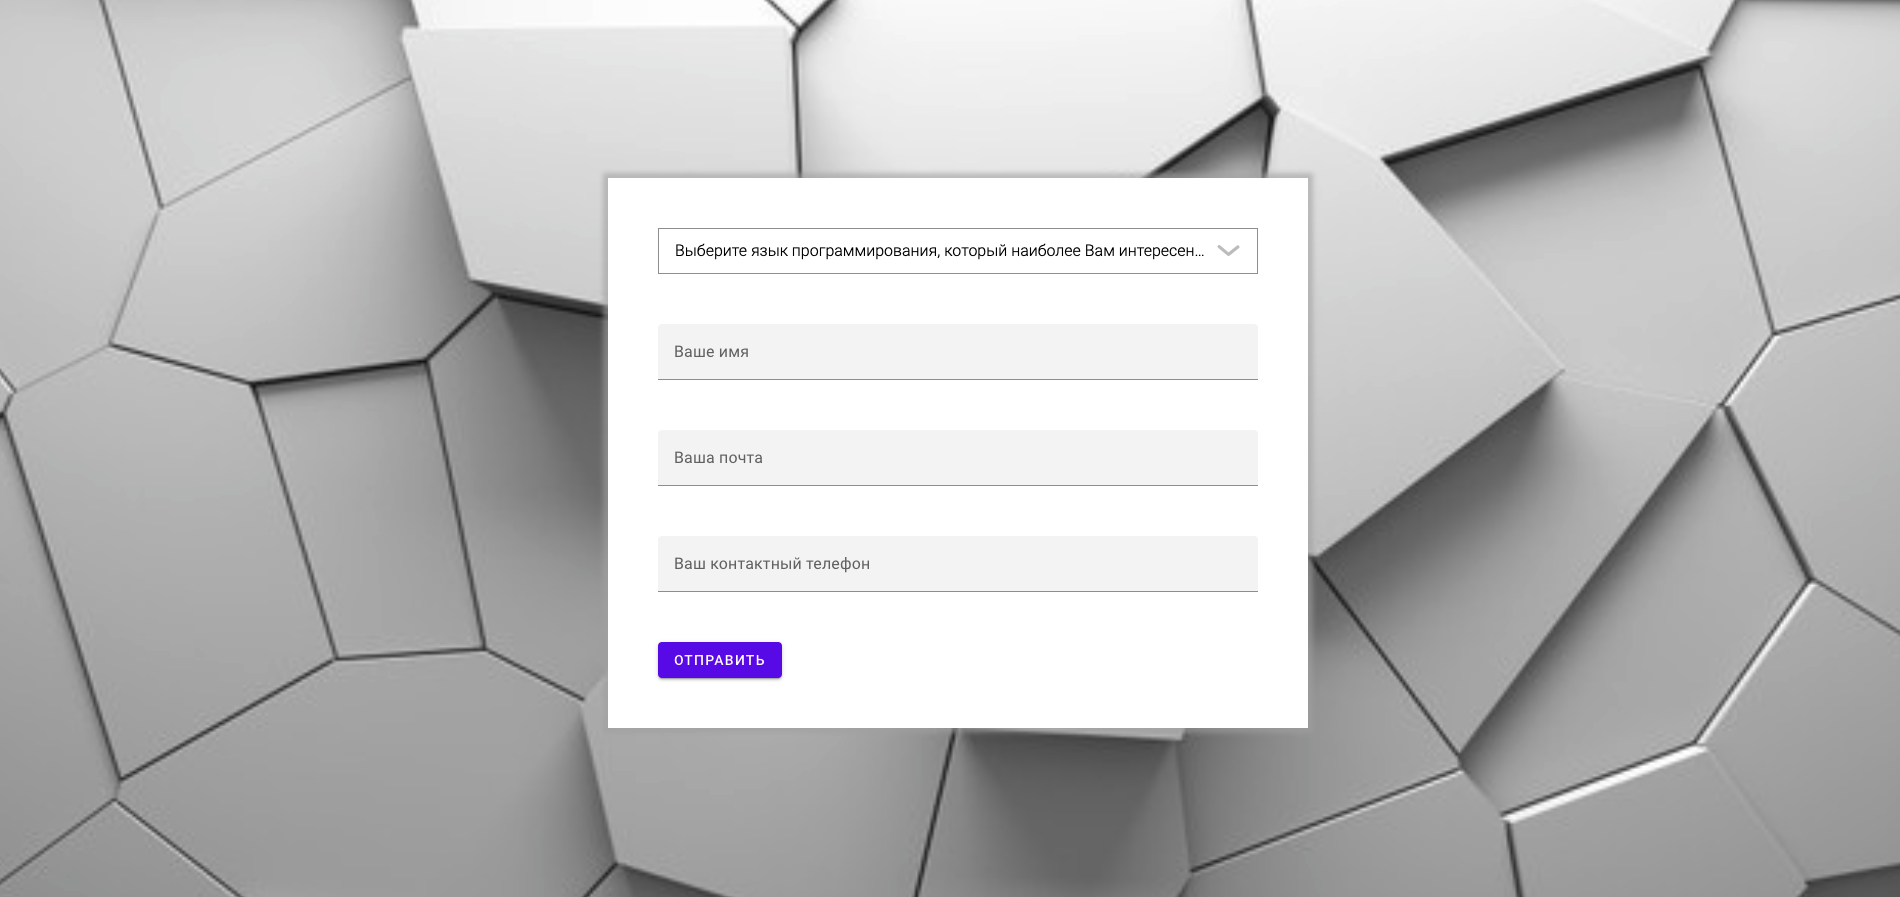 Выберите язык программирования, который наиболее Вам интересен...
Ваше имя
Ваша почта
Ваш контактный телефон
ОТПРАВИТЬ